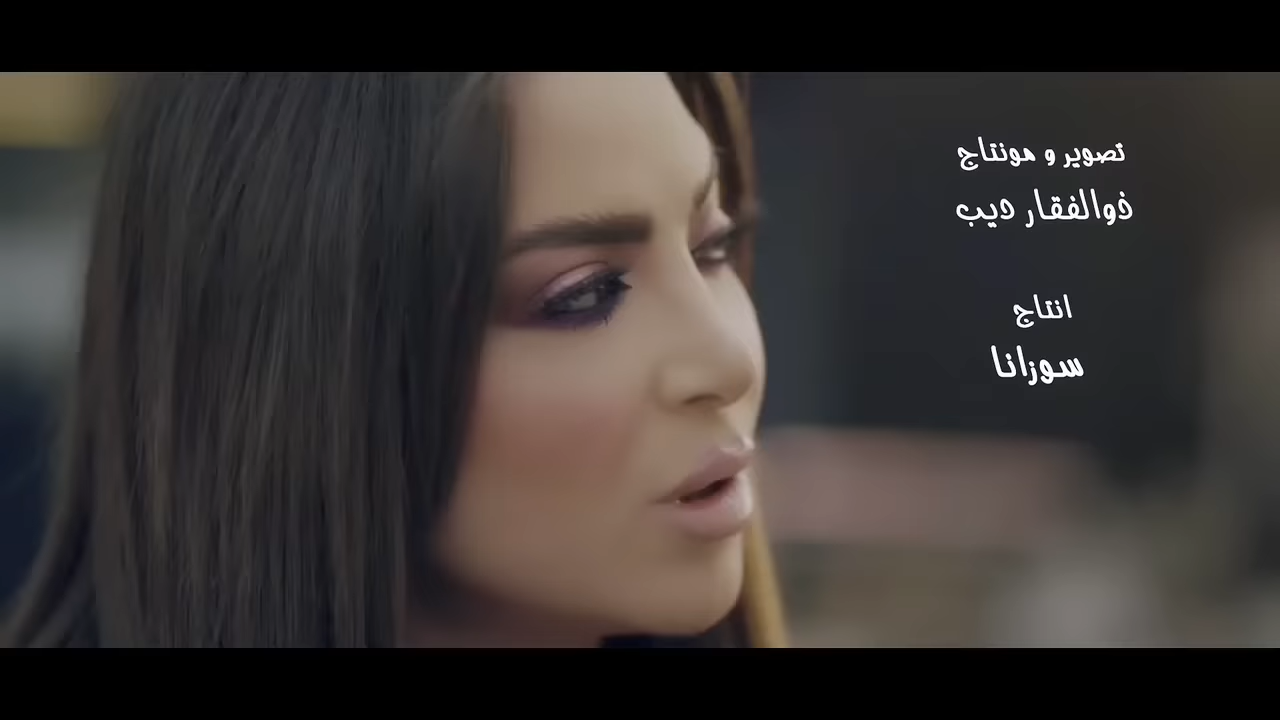 تصوير و مونتاج
ذوالفقار ديب
انتاج
سوزانا